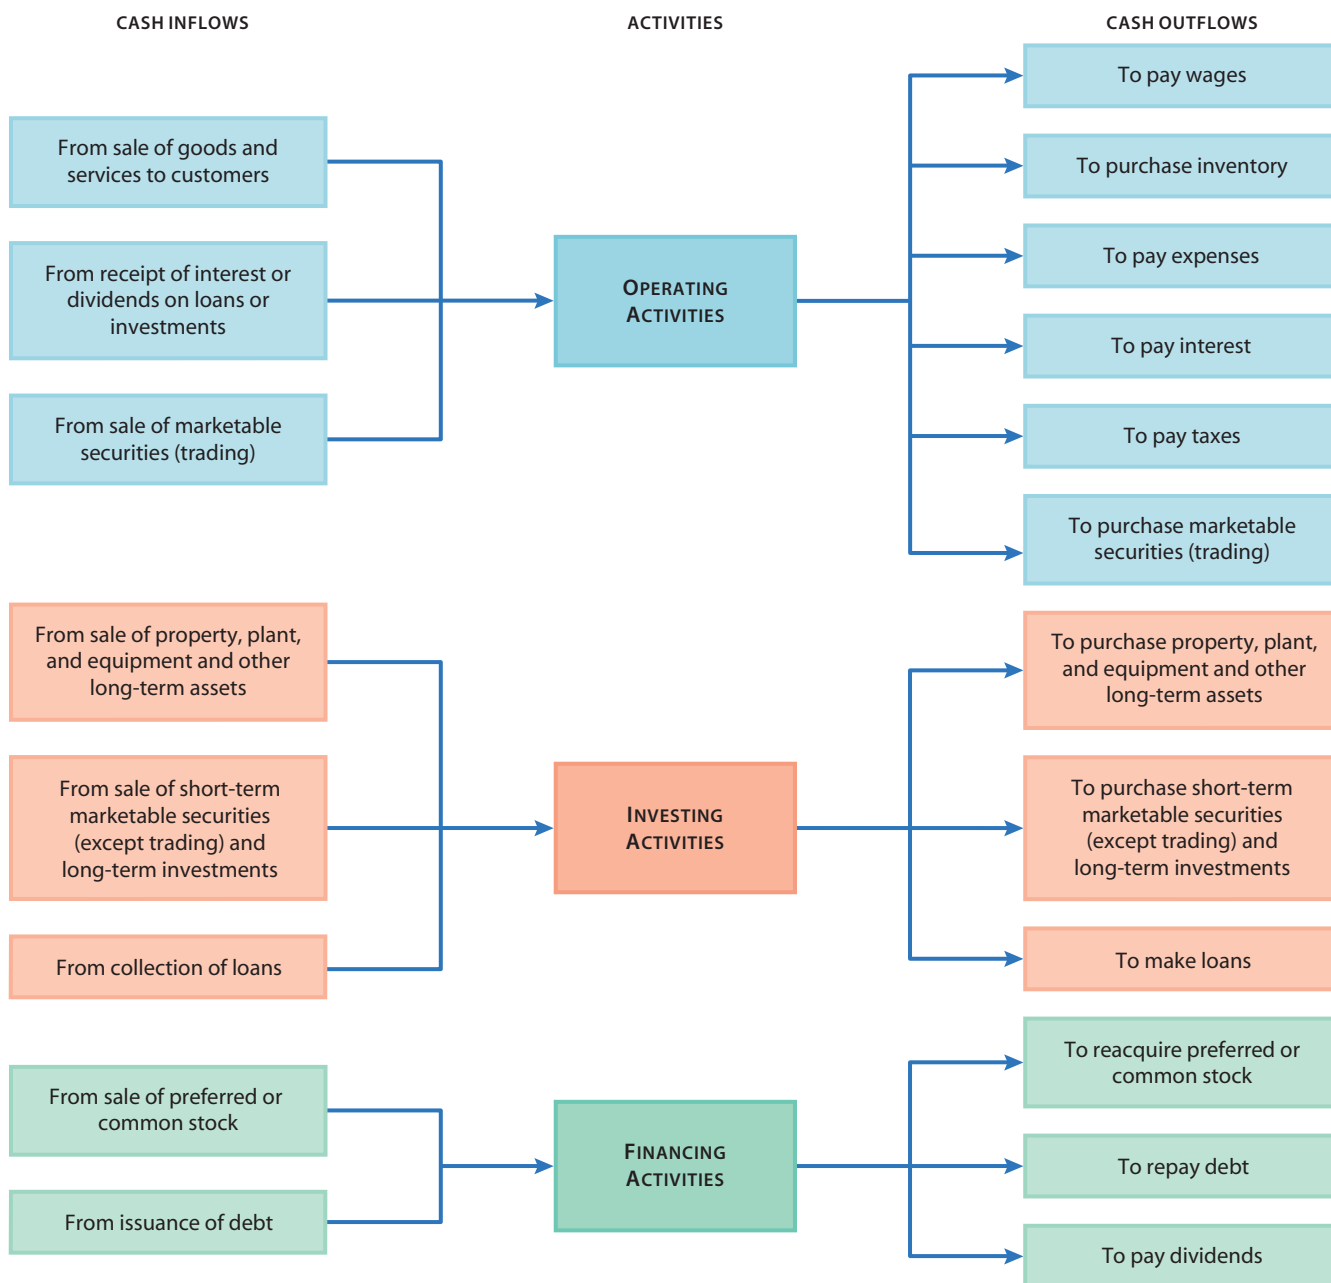 CASH INFLOWS
ACTIVITIES
CASH OUTFLOWS
From sale of goods and
services to customers
From receipt of interest or
dividends on loans or
investments
From sale of marketable
securities (trading)
OPERATING
ACTIVITIES
To pay wages
To purchase inventory
To pay expenses
To pay interest
To pay taxes
To purchase marketable
securities (trading)
From sale of property, plant,
and equipment and other
long-term assets
From sale of short-term
marketable securities
(except trading) and
long-term investments
From collection of loans
INVESTING
ACTIVITIES
To purchase property, plant,
and equipment and other
long-term assets
To purchase short-term
marketable securities
(except trading) and
long-term investments
To make loans
From sale of preferred or
common stock
From issuance of debt
FINANCING
ACTIVITIES
To reacquire preferred or
common stock
To repay debt
To pay dividends